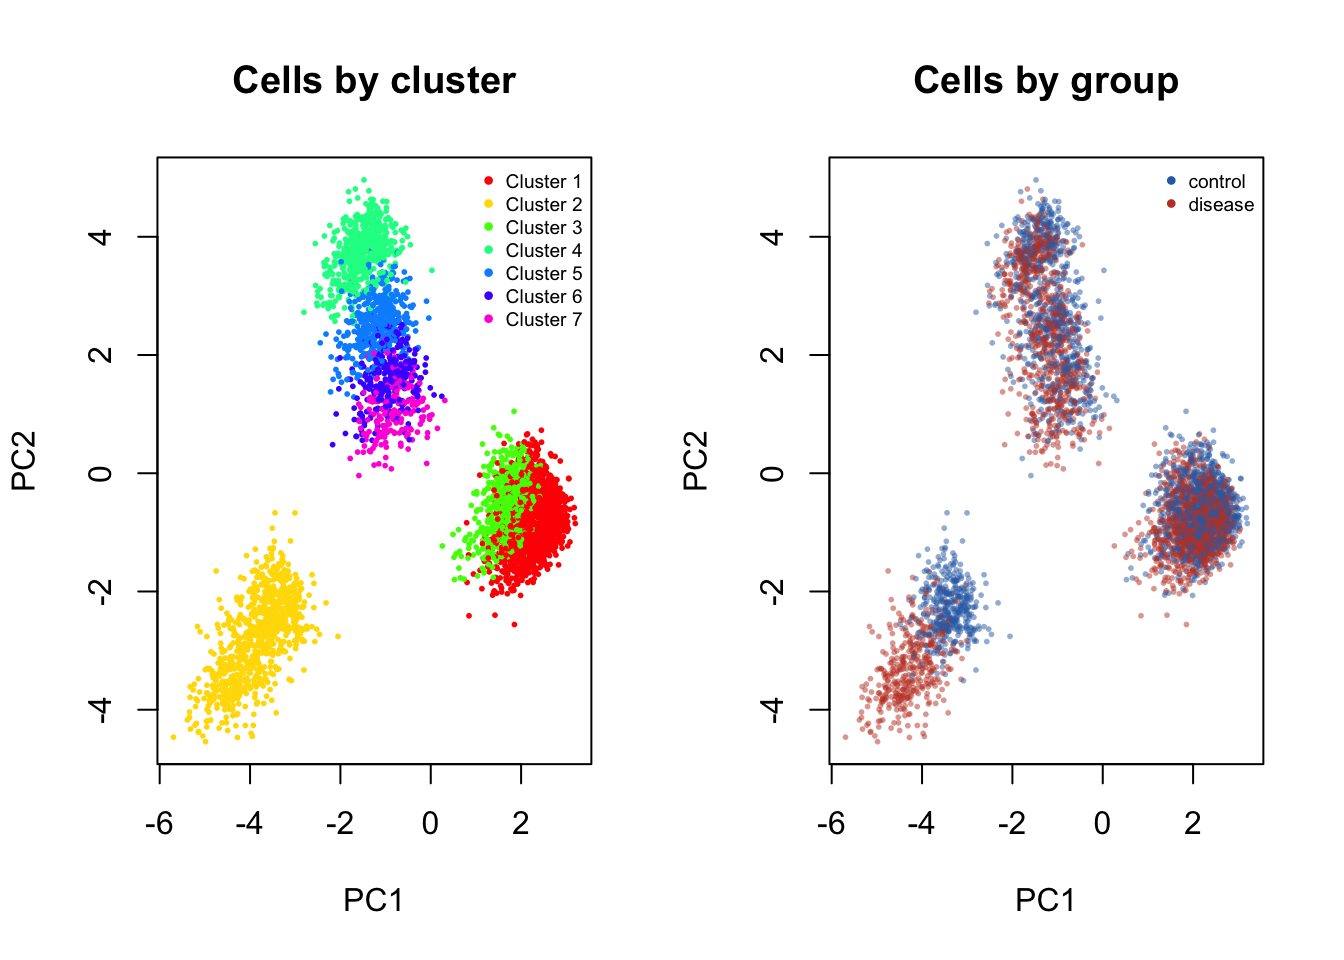 Cells by cluster
Cluster 1
Cluster 2
Cluster 3
Cluster 4
Cluster 5
Cluster 6
Cluster 7
PC2
4
2
0
-2
-4
-6 -4 -2 0 2
PC1
Cells by group
control
disease
PC2
4
2
0
-2
-4
-6 -4 -2 0 2
PC1